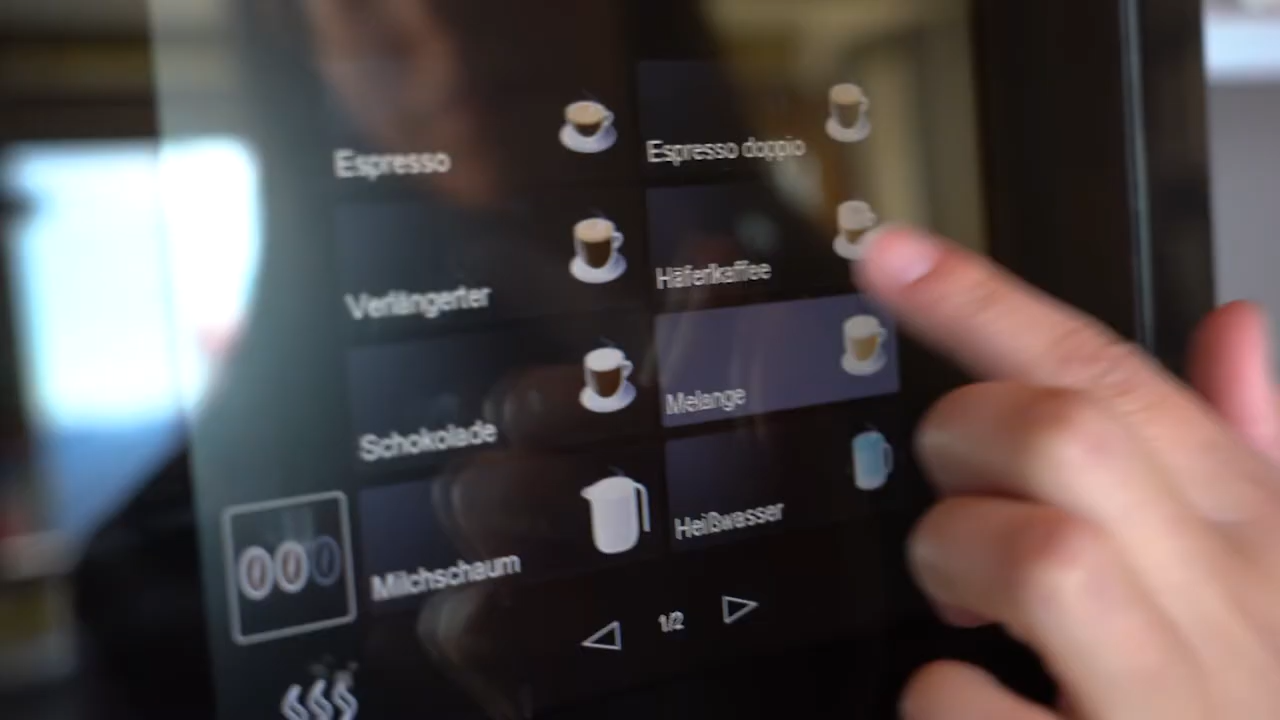 Espresso
Espresso doppio
Verlängerter
Häferlkaffee
Schokolade
Melange
Milchschaum
Heißwasser
1/2